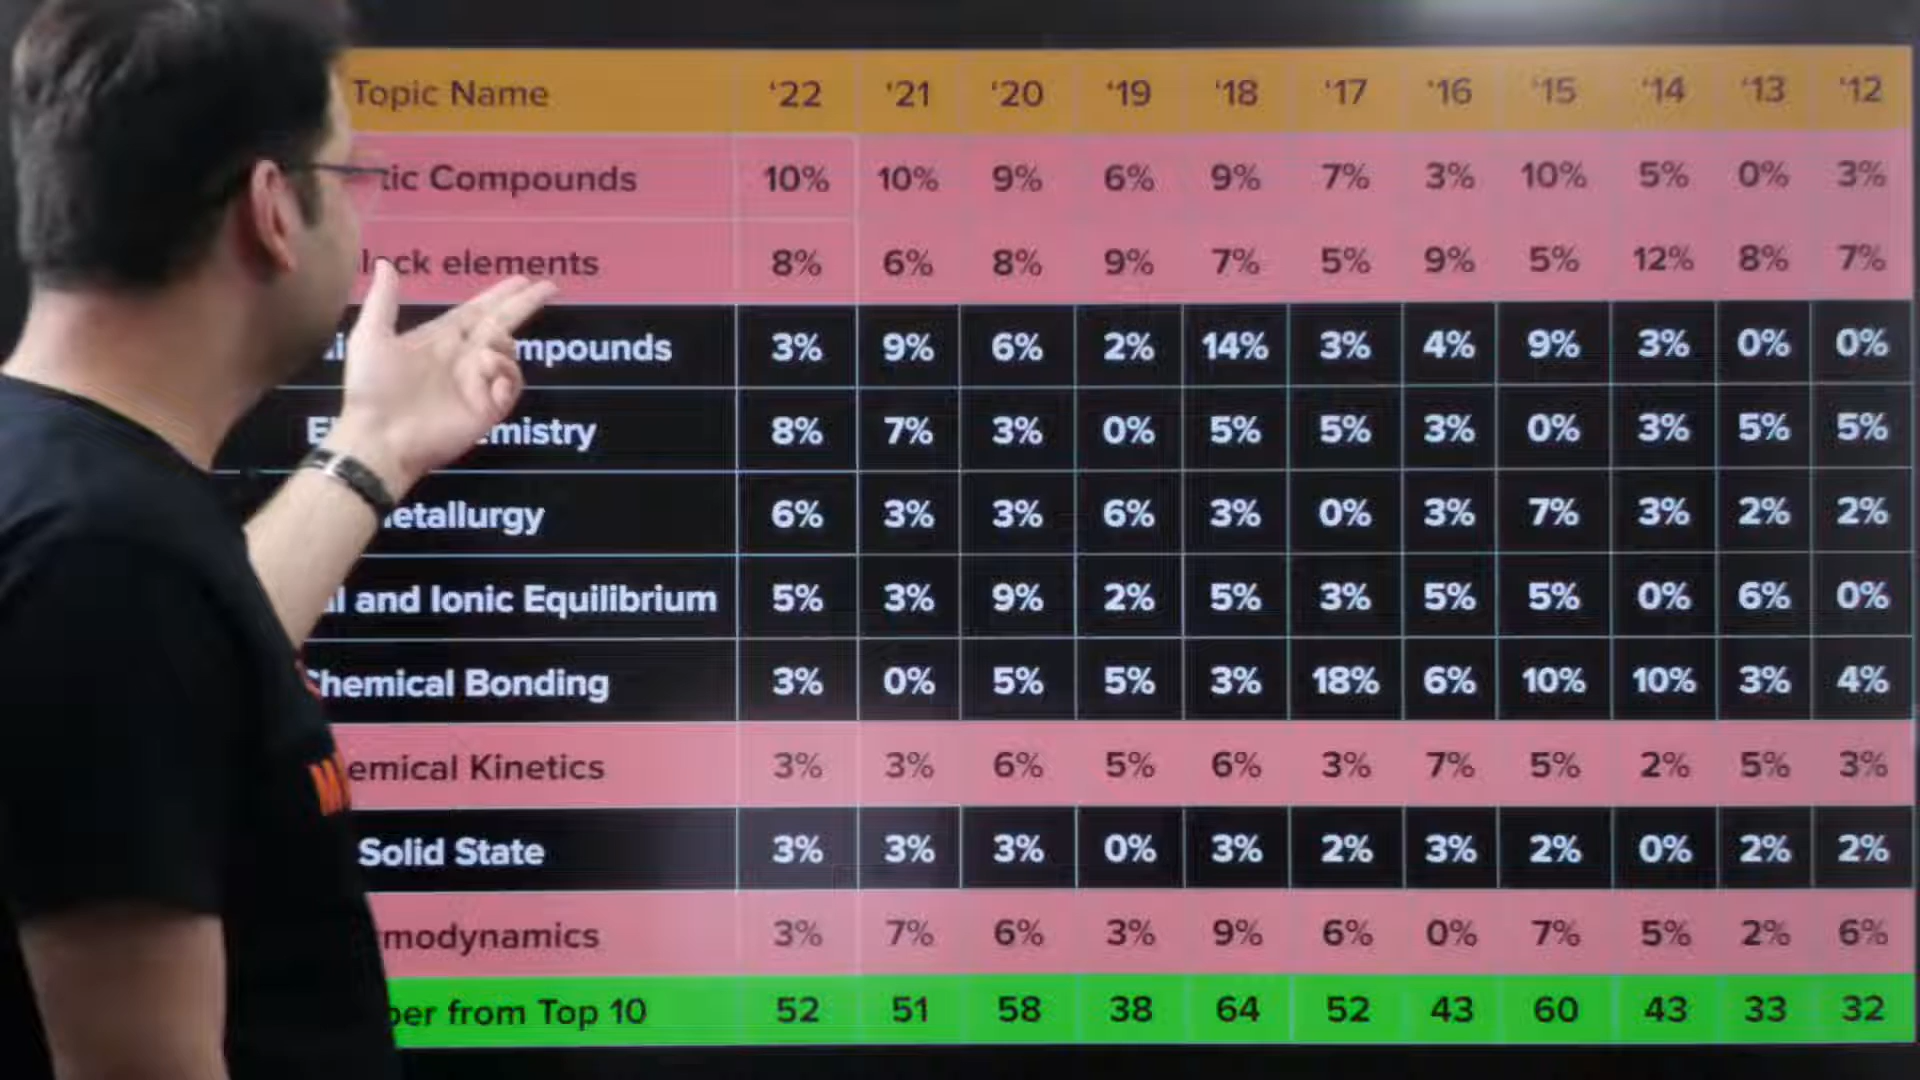 Topic Name '22 '21 '20 '19 '18 '17 '16 '15 '14 '13 '12
tic Compounds 10% 10% 9% 6% 9% 7% 3% 10% 5% 0% 3%
lock elements 8% 6% 8% 9% 7% 5% 9% 5% 12% 8% 7%
mpounds 3% 9% 6% 2% 14% 3% 4% 9% 3% 0% 0%
mistry 8% 7% 3% 0% 5% 5% 3% 0% 3% 5% 5%
etallurgy 6% 3% 3% 6% 3% 0% 3% 7% 3% 2% 2%
l and Ionic Equilibrium 5% 3% 9% 2% 5% 3% 5% 5% 0% 6% 0%
Chemical Bonding 3% 0% 5% 5% 3% 18% 6% 10% 10% 3% 4%
emical Kinetics 3% 3% 6% 5% 6% 3% 7% 5% 2% 5% 3%
Solid State 3% 3% 3% 0% 3% 2% 3% 2% 0% 2% 2%
modynamics 3% 7% 6% 3% 9% 6% 0% 7% 5% 2% 6%
ber from Top 10 52 51 58 38 64 52 43 60 43 33 32